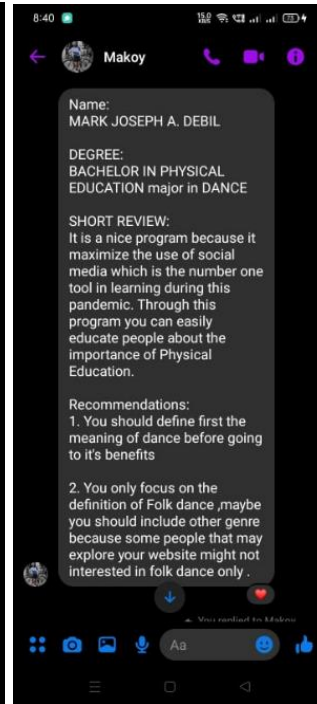 8:40
Makoy
Name:
MARK JOSEPH A. DEBIL
DEGREE:
BACHELOR IN PHYSICAL
EDUCATION major in DANCE
SHORT REVIEW:
It is a nice program because it
maximize the use of social
media which is the number one
tool in learning during this
pandemic. Through this
program you can easily
educate people about the
importance of Physical
Education.
Recommendations:
1. You should define first the
meaning of dance before going
to it's benefits
2. You only focus on the
definition of Folk dance ,maybe
you should include other genre
because some people that may
explore your website might not
interested in folk dance only .
You replied to Makoy
Aa